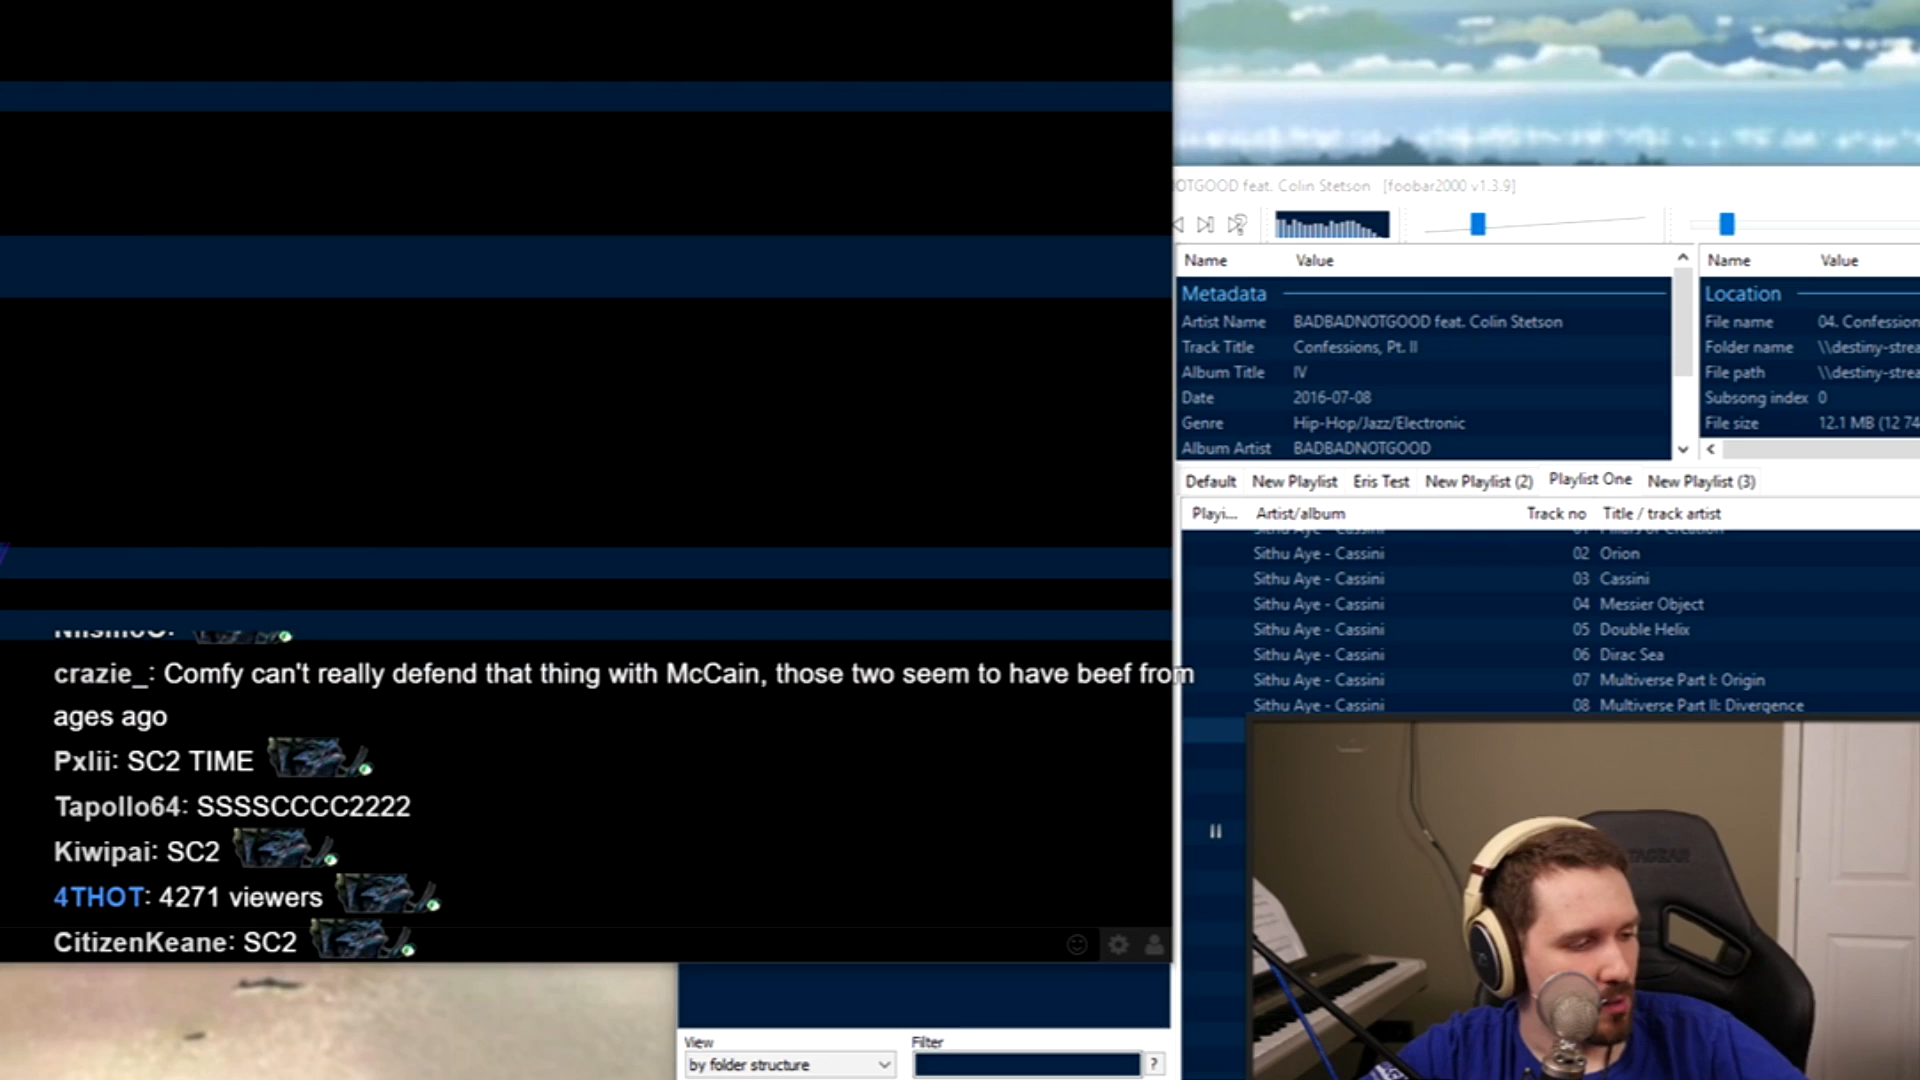 OTGOOD feat. Colin Stetson [foobar2000 v1.3.9]
Name Value
Metadata
Artist Name BADBADNOTGOOD feat. Colin Stetson
Track Title Confessions, Pt. II
Album Title IV
Date 2016-07-08
Genre Hip-Hop/Jazz/Electronic
Album Artist BADBADNOTGOOD
Name Value
Location
File name 04. Confession
Folder name \\destiny-strea
File path \\destiny-strea
Subsong index 0
File size 12.1 MB (12 74
Default New Playlist Eris Test New Playlist (2) Playlist One New Playlist (3)
Playi... Artist/album Track no Title / track artist
Sithu Aye - Cassini 01 Pillars of Creation
Sithu Aye - Cassini 02 Orion
Sithu Aye - Cassini 03 Cassini
Sithu Aye - Cassini 04 Messier Object
Sithu Aye - Cassini 05 Double Helix
Sithu Aye - Cassini 06 Dirac Sea
Sithu Aye - Cassini 07 Multiverse Part I: Origin
Sithu Aye - Cassini 08 Multiverse Part II: Divergence
crazie_: Comfy can't really defend that thing with McCain, those two seem to have beef from
ages ago
Pxlii: SC2 TIME
Tapollo64: SSSSCCCC2222
Kiwipai: SC2
4THOT: 4271 viewers
CitizenKeane: SC2
View
by folder structure
Filter
?